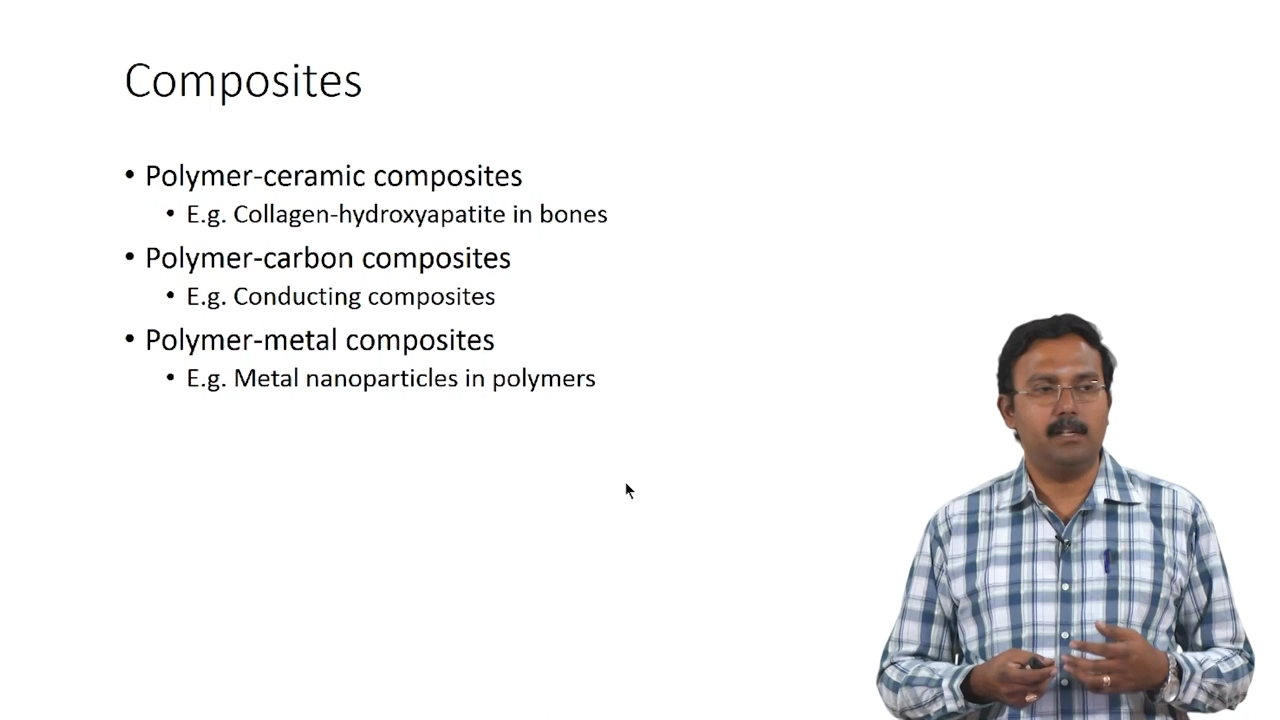 Composites
• Polymer-ceramic composites
• E.g. Collagen-hydroxyapatite in bones
• Polymer-carbon composites
• E.g. Conducting composites
• Polymer-metal composites
• E.g. Metal nanoparticles in polymers